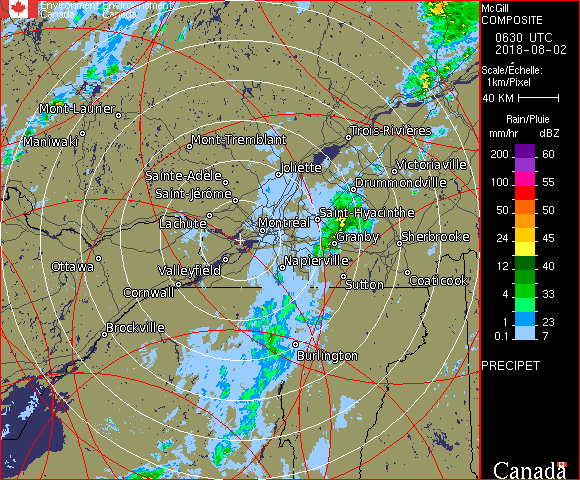 Environment Environnement
Canada Canada
Mont-Laurier
Maniwaki
Mont-Tremblant
Trois-Rivières
Sainte-Adèle
Joliette
Victoriaville
Saint-Jérôme
Drummondville
Lachute
Montréal
Saint-Hyacinthe
Granby
Sherbrooke
Ottawa
Valleyfield
Napierville
Cornwall
Sutton
Coaticook
Brockville
Burlington
McGill
COMPOSITE
0630 UTC
2018-08-02
Scale/Échelle:
1km/Pixel
40 KM
Rain/Pluie
mm/hr dBZ
200 60
150 57
100 55
50 50
24 45
12 40
4 33
1 23
0.1 7
PRECIPET
Canada